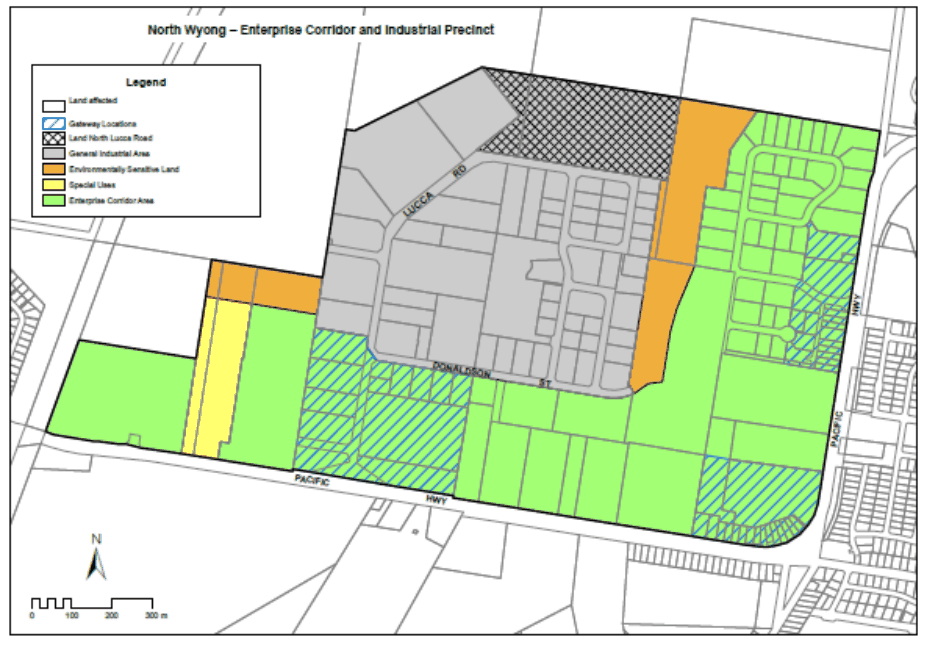 North Wyong – Enterprise Corridor and Industrial Precinct
Legend
Land affected
Gateway Locations
Land North Lucca Road
General Industrial Area
Environmentally Sensitive Land
Special Uses
Enterprise Corridor Area
LUCCA RD
DONALDSON ST
PACIFIC HWY
PACIFIC HWY
N
0 100 200 300 m